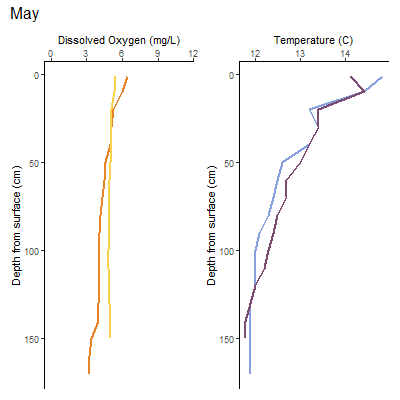 May
Dissolved Oxygen (mg/L)
0 3 6 9 12
Depth from surface (cm)
0
50
100
150
Temperature (C)
12 13 14
Depth from surface (cm)
0
50
100
150